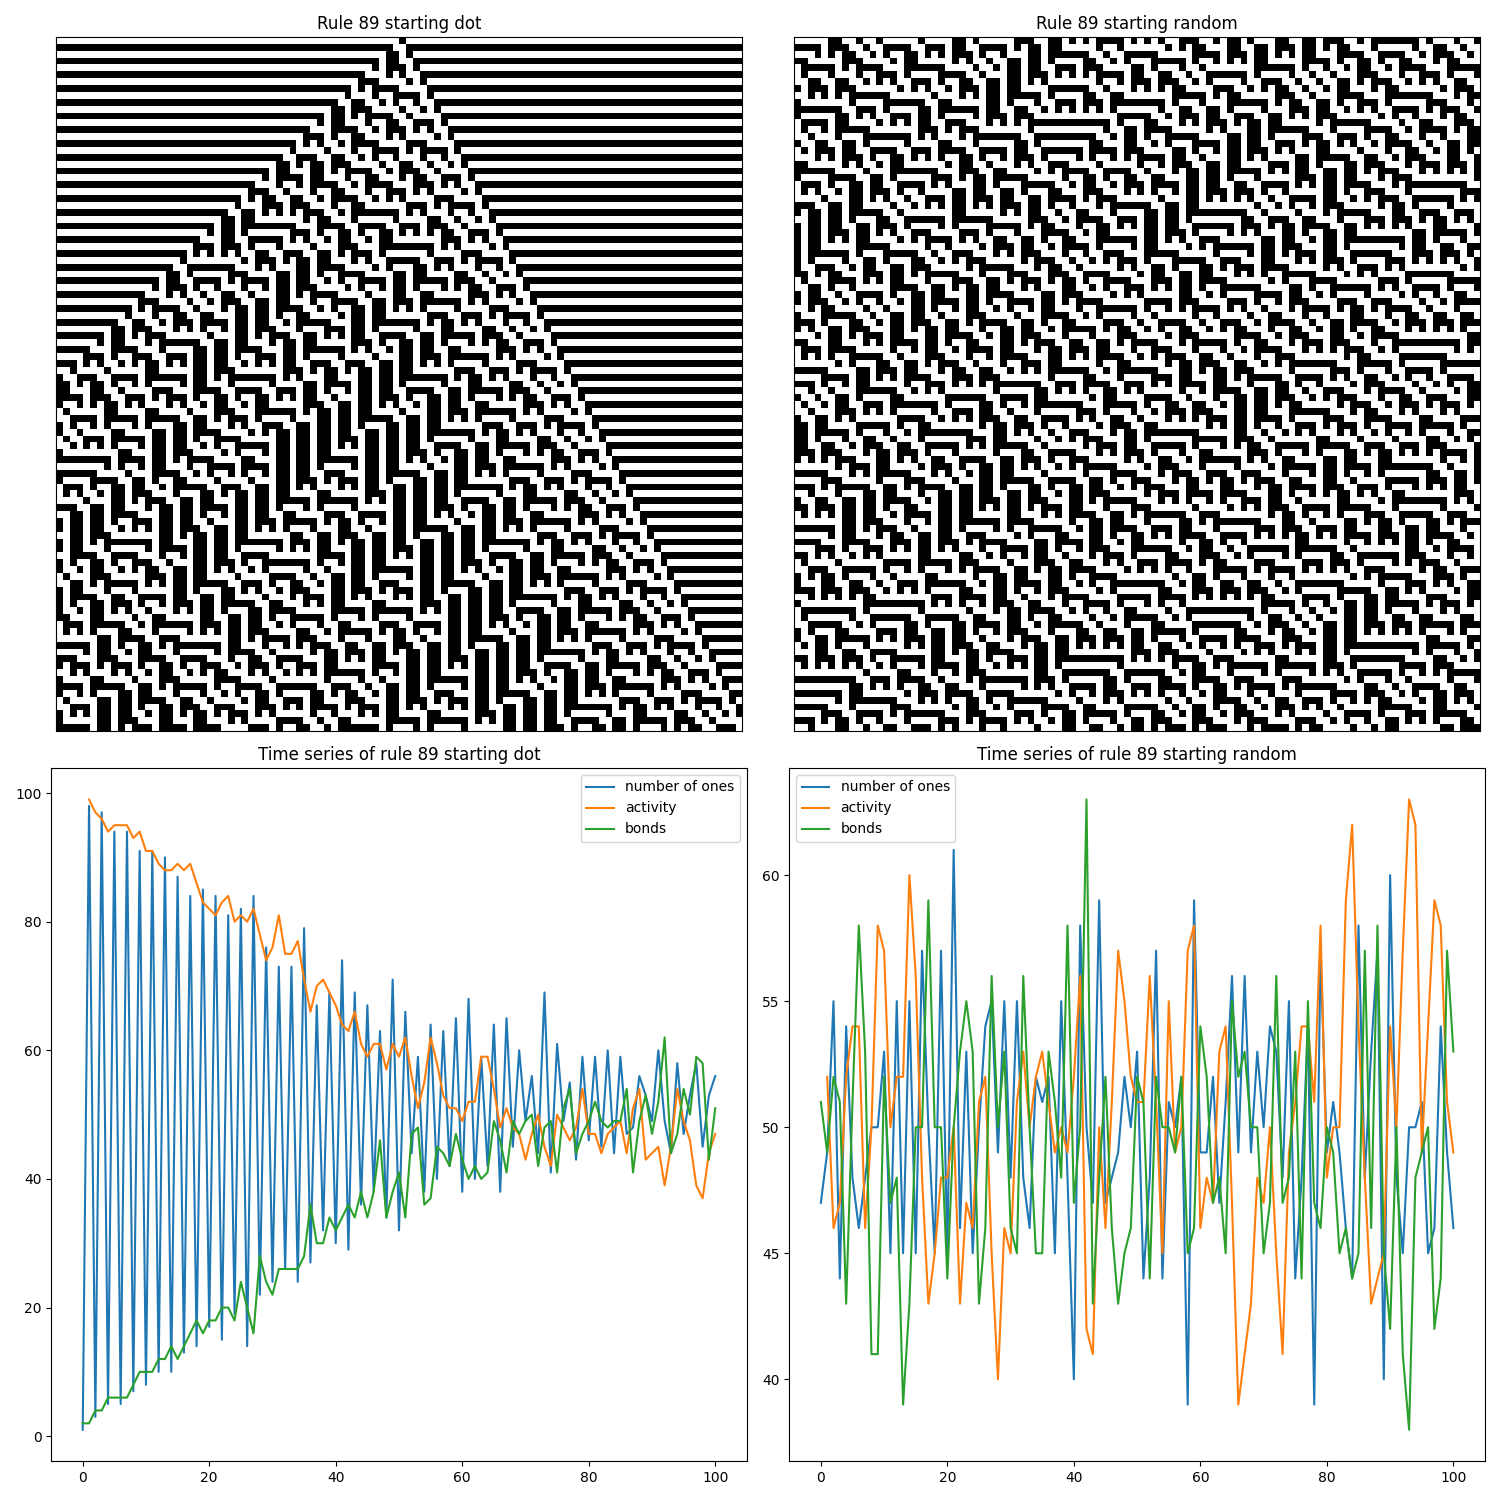 Rule 89 starting dot
Rule 89 starting random
Time series of rule 89 starting dot
number of ones
activity
bonds
100
80
60
40
20
0
0 20 40 60 80 100
Time series of rule 89 starting random
number of ones
activity
bonds
60
55
50
45
40
0 20 40 60 80 100